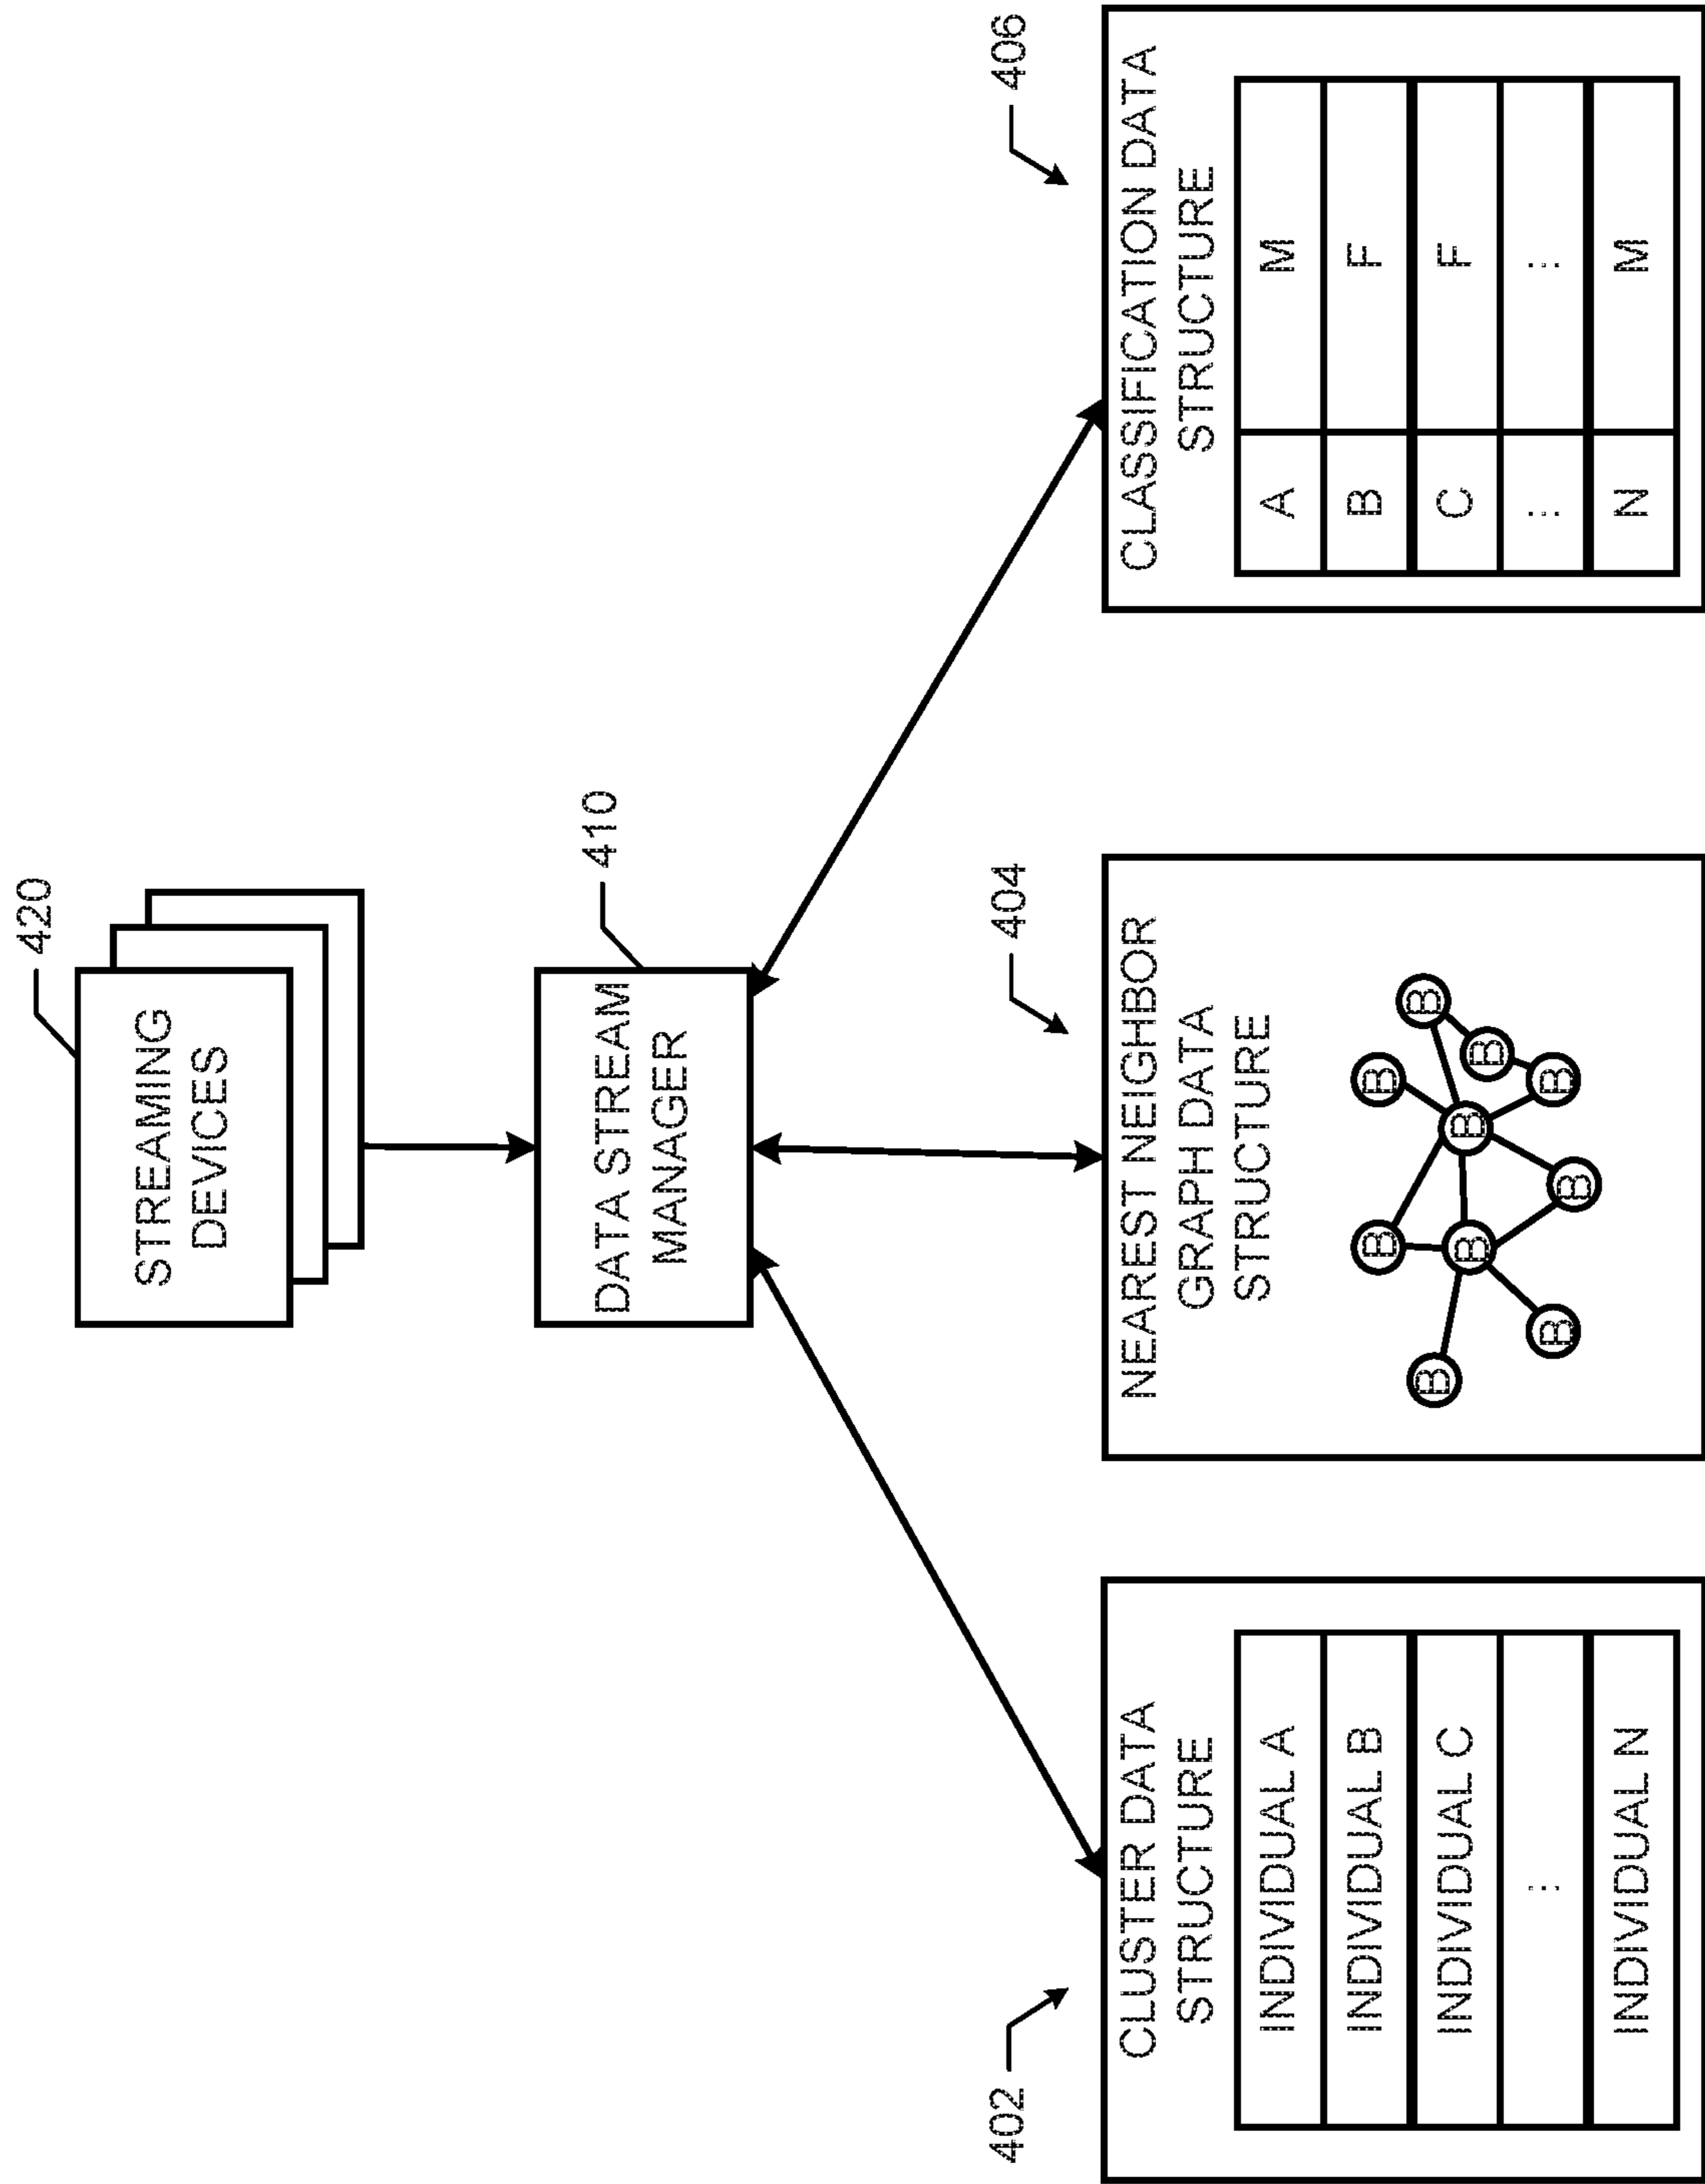 420
STREAMING
DEVICES
410
DATA STREAM
MANAGER
402
CLUSTER DATA
STRUCTURE
INDIVIDUAL A
INDIVIDUAL B
INDIVIDUAL C
...
INDIVIDUAL N
404
NEAREST NEIGHBOR
GRAPH DATA
STRUCTURE
B
B
B
B
B
B
B
B
B
B
406
CLASSIFICATION DATA
STRUCTURE
A M
B F
C F
... ...
N M